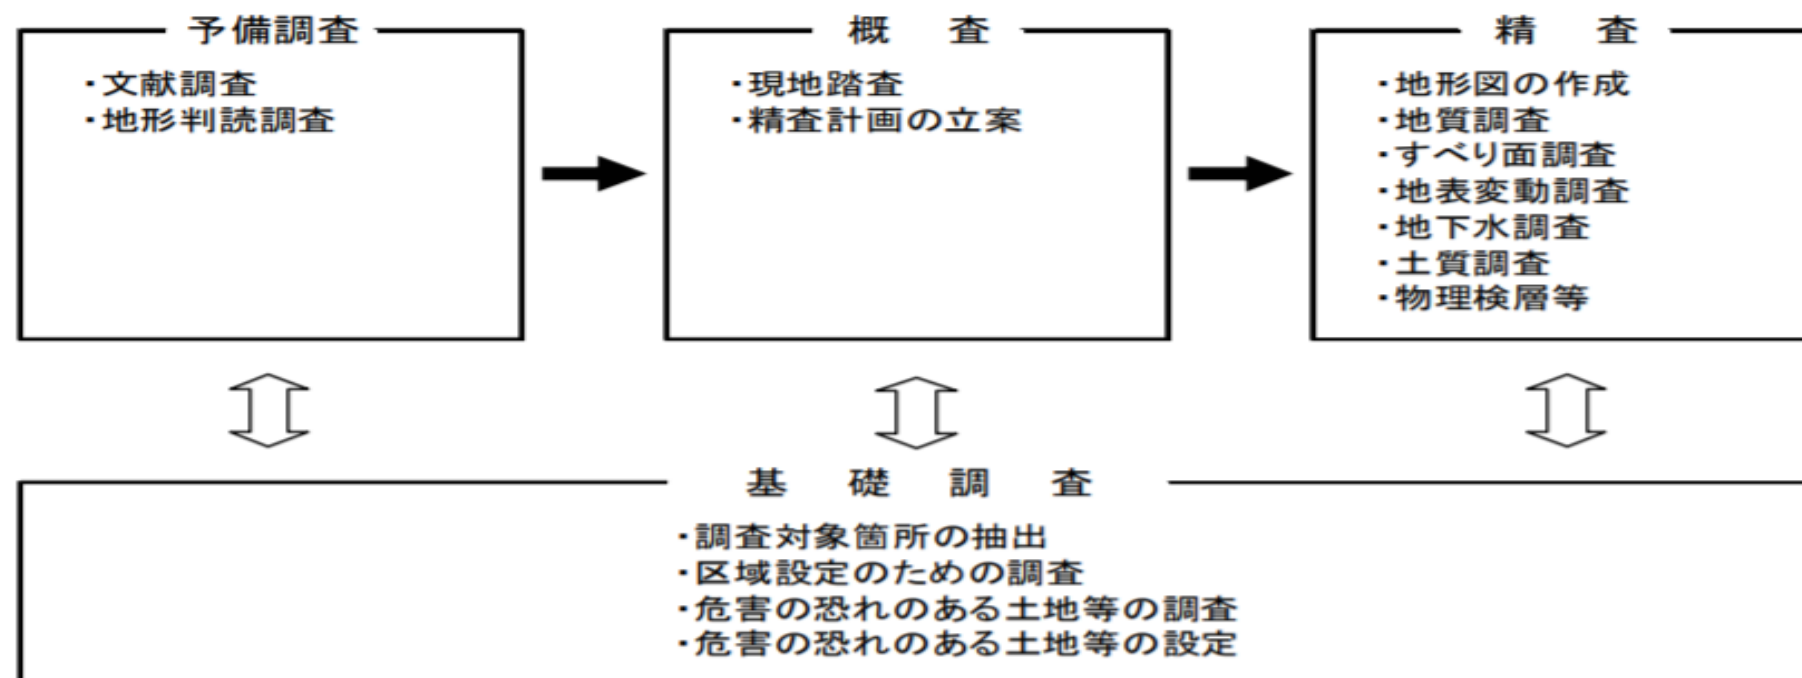 予備調査
・文献調査
・地形判読調査
概　査
・現地踏査
・精査計画の立案
精　査
・地形図の作成
・地質調査
・すべり面調査
・地表変動調査
・地下水調査
・土質調査
・物理検層等
基　礎　調　査
・調査対象箇所の抽出
・区域設定のための調査
・危害の恐れのある土地等の調査
・危害の恐れのある土地等の設定